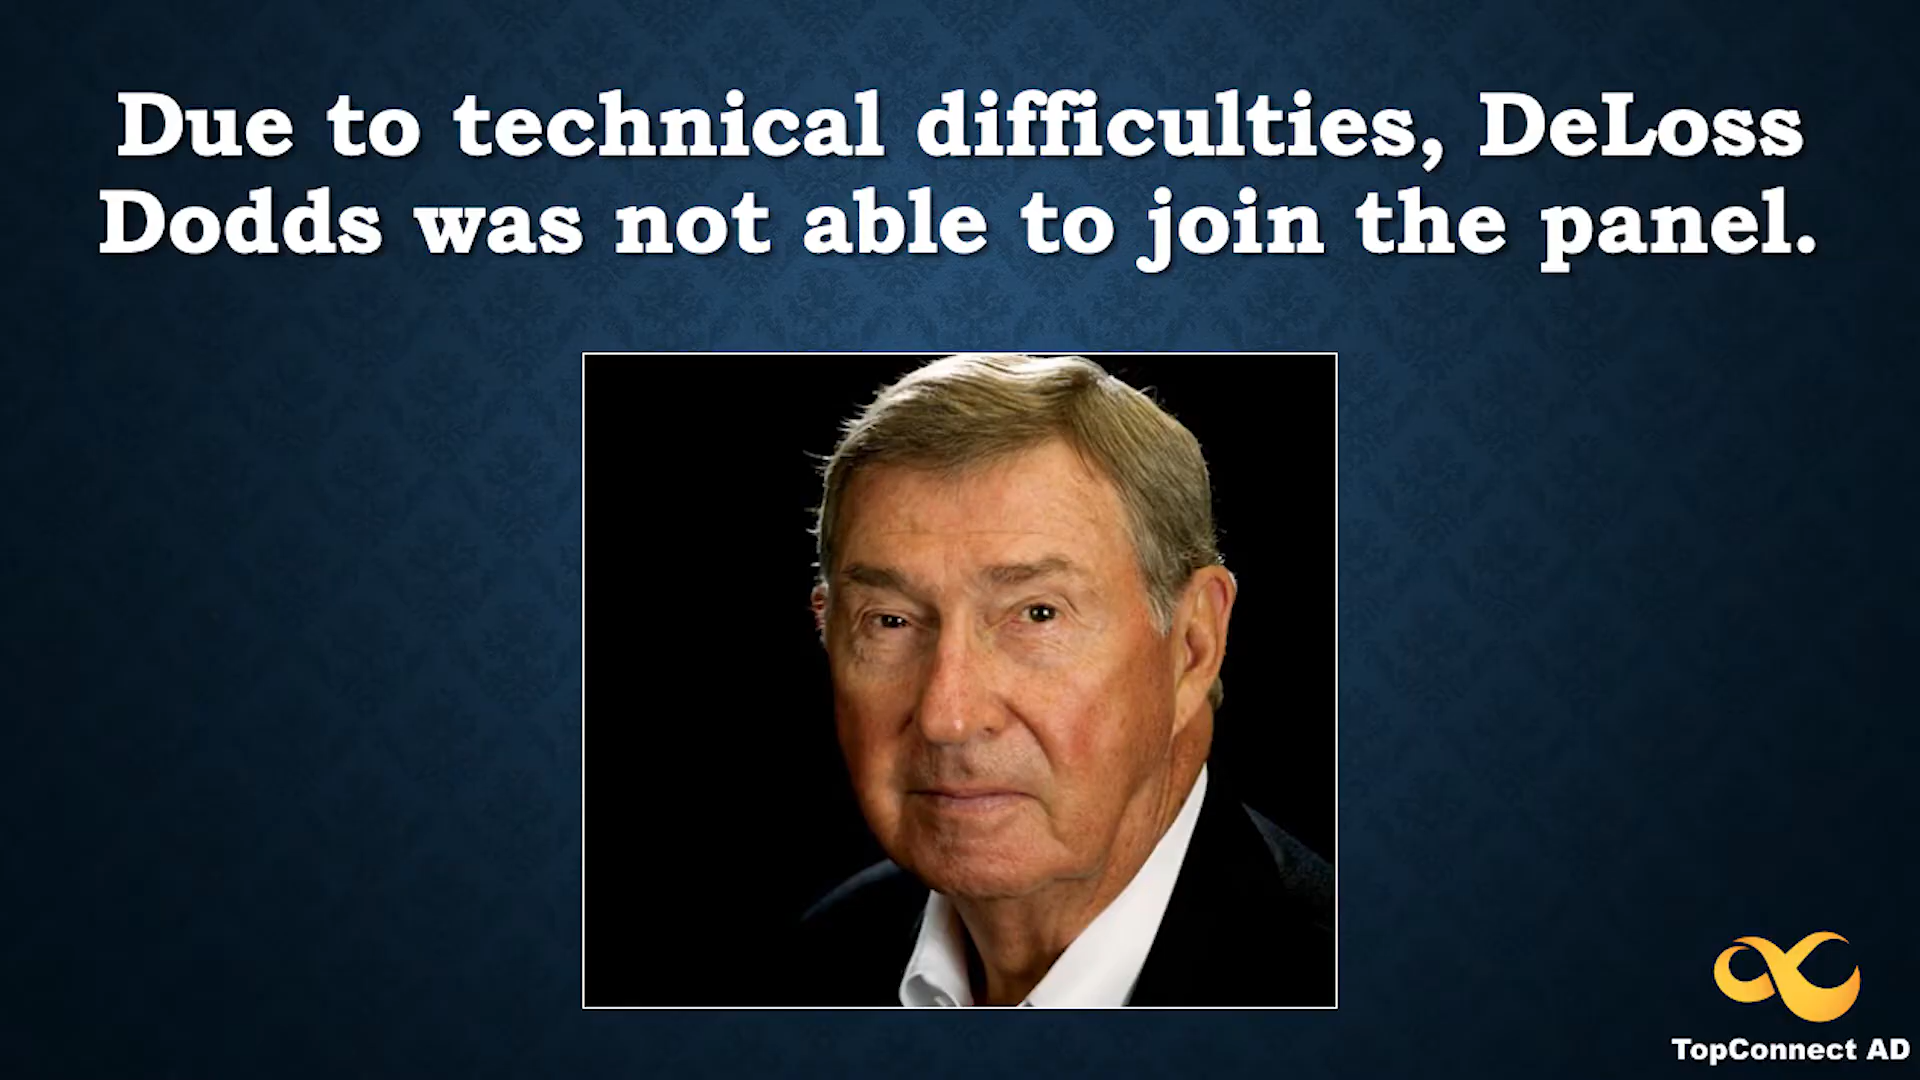 Due to technical difficulties, DeLoss
Dodds was not able to join the panel.
TopConnect AD